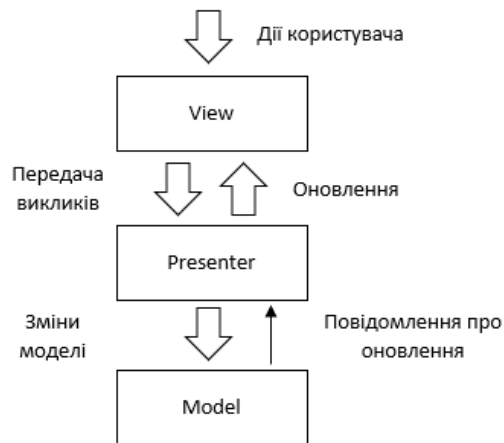 Дії користувача
View
Передача
викликів
Оновлення
Presenter
Зміни
моделі
Повідомлення про
оновлення
Model